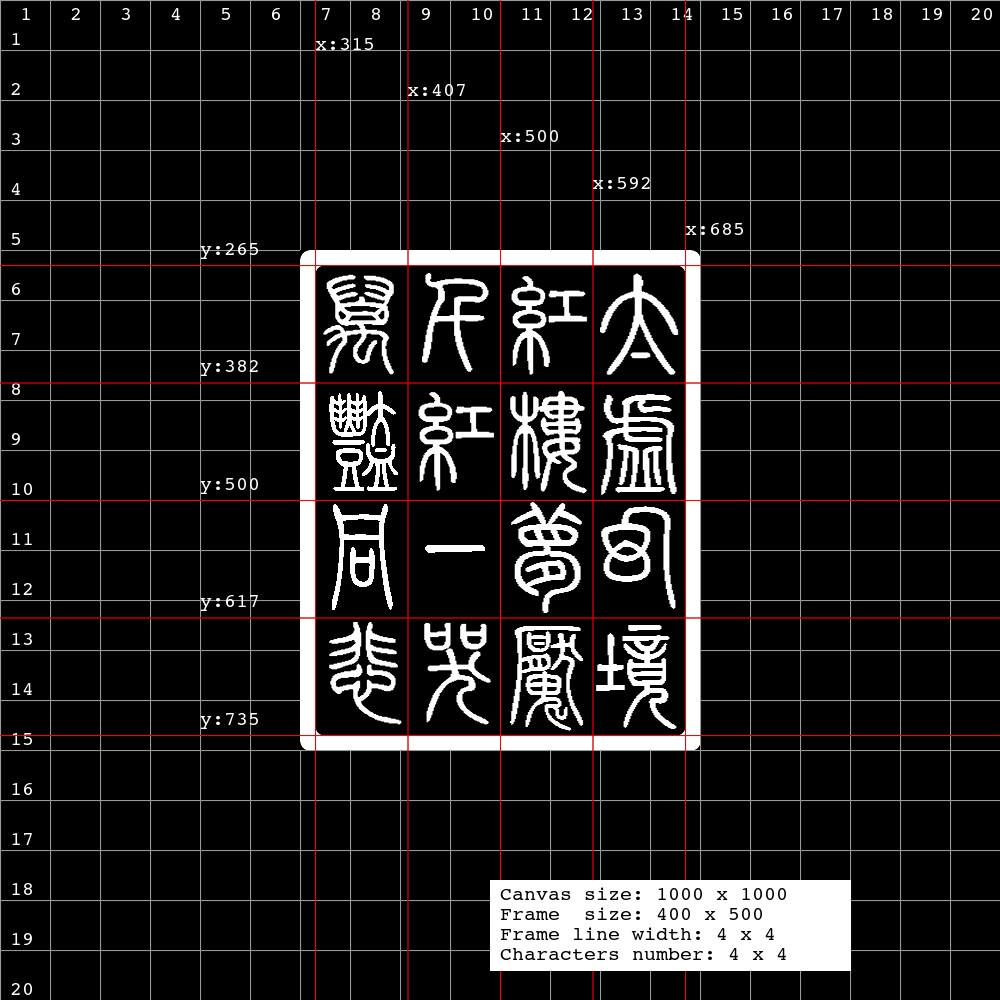 1 2 3 4 5 6 7 8 9 10 11 12 13 14 15 16 17 18 19 20
1
2
3
4
5
6
7
8
9
10
11
12
13
14
15
16
17
18
19
20
x:315
x:407
x:500
x:592
x:685
y:265
y:382
y:500
y:617
y:735
太虛幻境
紅樓夢魘
千紅一哭
萬豔同悲
Canvas size: 1000 x 1000
Frame  size: 400 x 500
Frame line width: 4 x 4
Characters number: 4 x 4